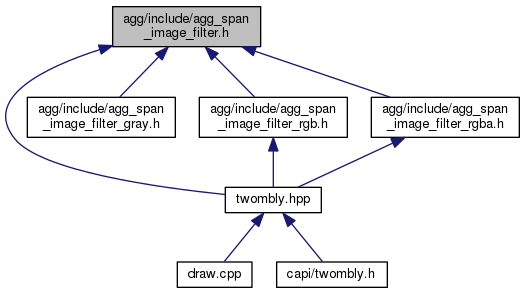 agg/include/agg_span
_image_filter.h
agg/include/agg_span
_image_filter_gray.h
agg/include/agg_span
_image_filter_rgb.h
agg/include/agg_span
_image_filter_rgba.h
twombly.hpp
draw.cpp
capi/twombly.h